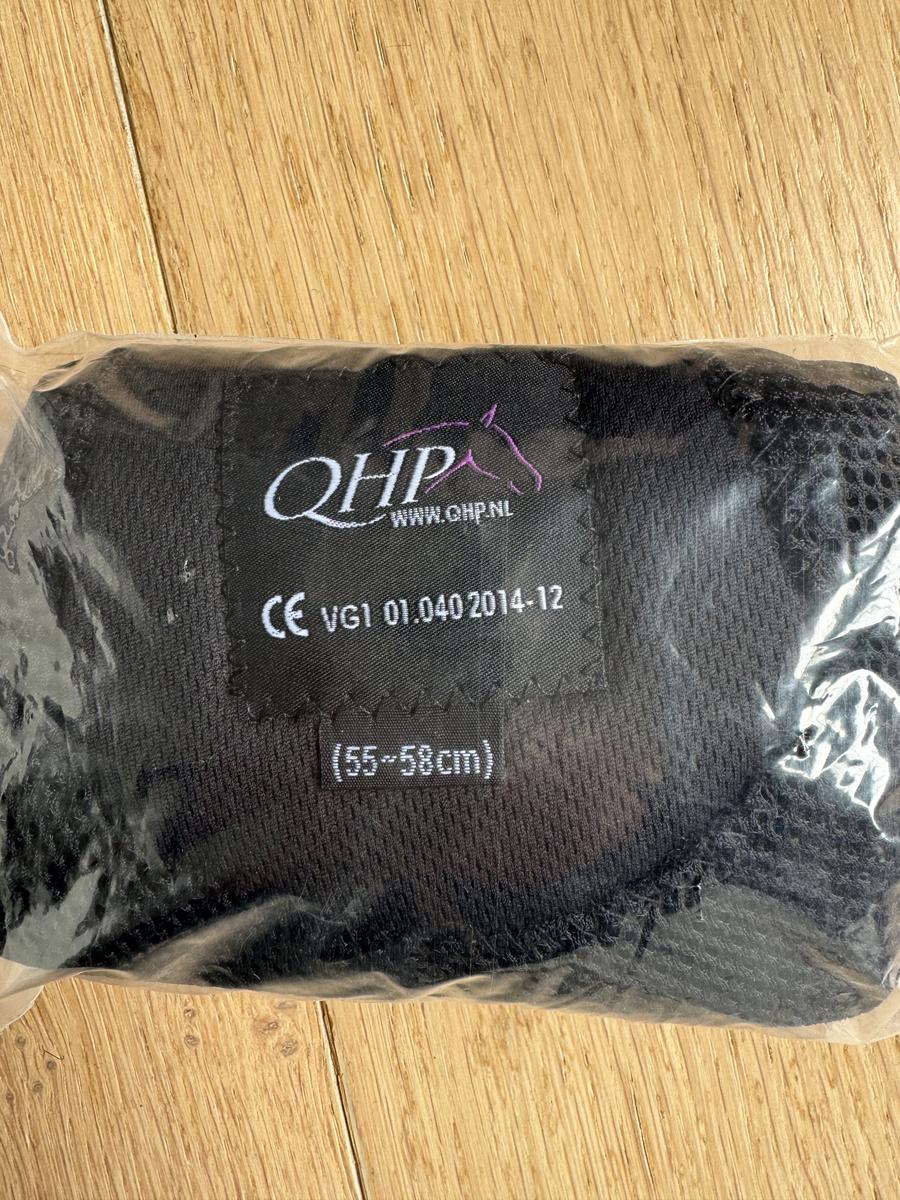 QHP
WWW.QHP.NL
CE VG1 01.040 2014-12
(55~58cm)